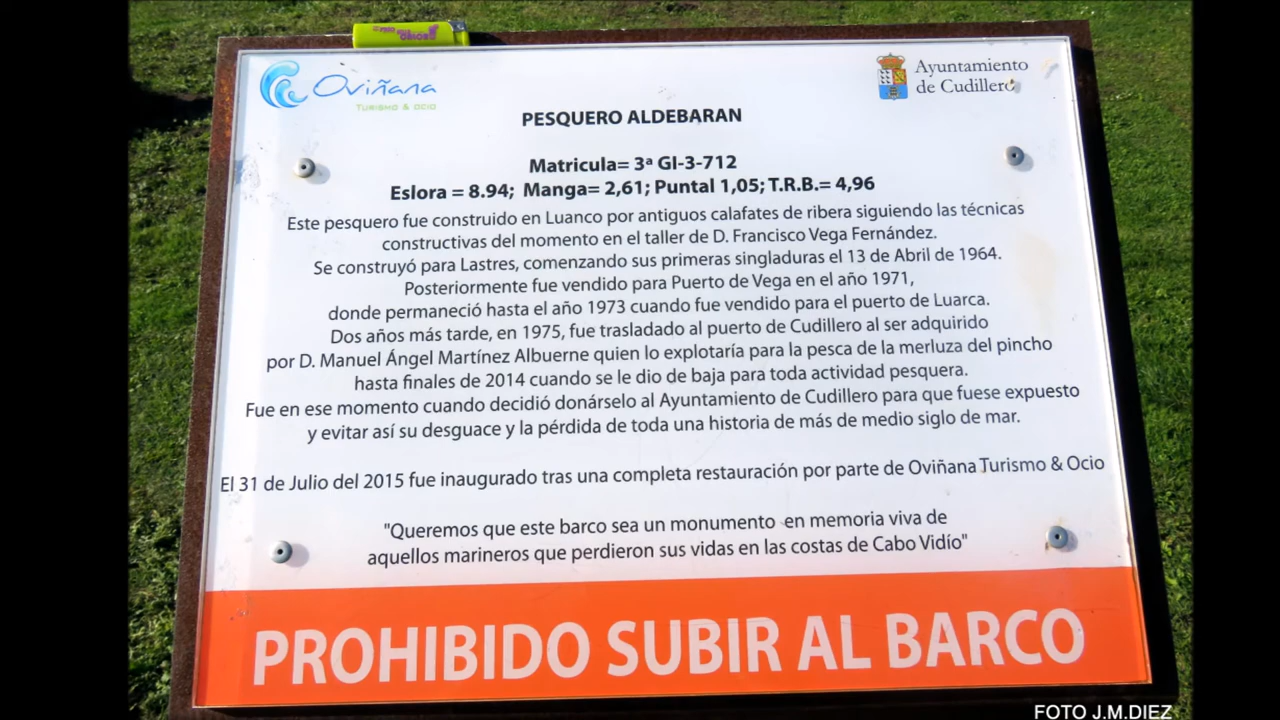 Oviñana
TURISMO & OCIO
Ayuntamiento
de Cudillero
PESQUERO ALDEBARAN
Matricula= 3ª GI-3-712
Eslora = 8.94; Manga= 2,61; Puntal 1,05; T.R.B.= 4,96
Este pesquero fue construido en Luanco por antiguos calafates de ribera siguiendo las técnicas
constructivas del momento en el taller de D. Francisco Vega Fernández.
Se construyó para Lastres, comenzando sus primeras singladuras el 13 de Abril de 1964.
Posteriormente fue vendido para Puerto de Vega en el año 1971,
donde permaneció hasta el año 1973 cuando fue vendido para el puerto de Luarca.
Dos años más tarde, en 1975, fue trasladado al puerto de Cudillero al ser adquirido
por D. Manuel Ángel Martínez Albuerne quien lo explotaría para la pesca de la merluza del pincho
hasta finales de 2014 cuando se le dio de baja para toda actividad pesquera.
Fue en ese momento cuando decidió donárselo al Ayuntamiento de Cudillero para que fuese expuesto
y evitar así su desguace y la pérdida de toda una historia de más de medio siglo de mar.
El 31 de Julio del 2015 fue inaugurado tras una completa restauración por parte de Oviñana Turismo & Ocio
"Queremos que este barco sea un monumento en memoria viva de
aquellos marineros que perdieron sus vidas en las costas de Cabo Vidío"
PROHIBIDO SUBIR AL BARCO
FOTO J.M.DIEZ